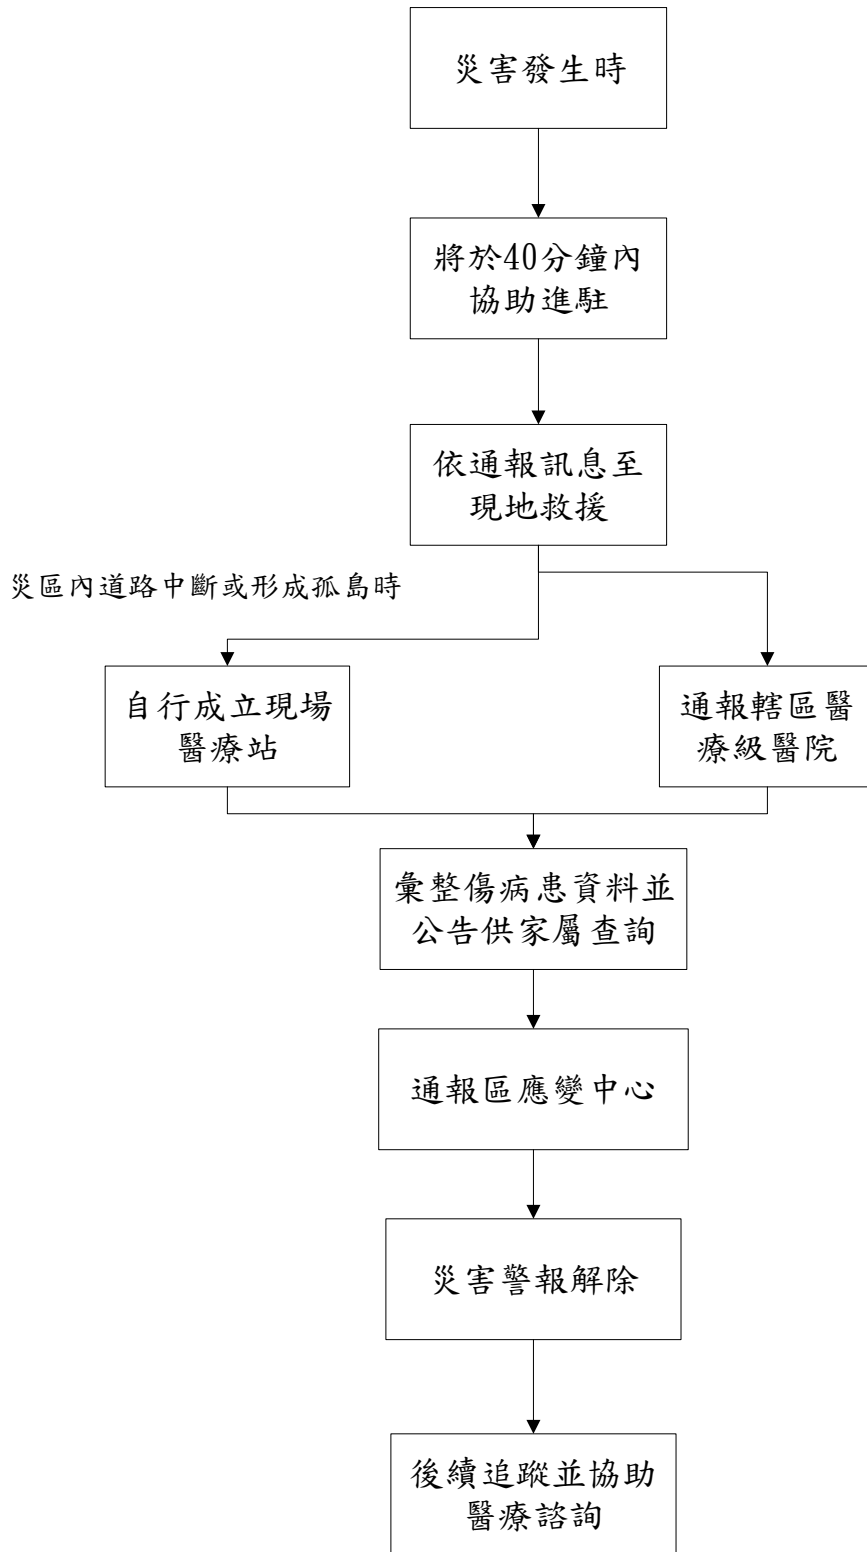 災害發生時
將於40分鐘內
協助進駐
依通報訊息至
現地救援
災區內道路中斷或形成孤島時
自行成立現場
醫療站
通報轄區醫
療級醫院
彙整傷病患資料並
公告供家屬查詢
通報區應變中心
災害警報解除
後續追蹤並協助
醫療諮詢